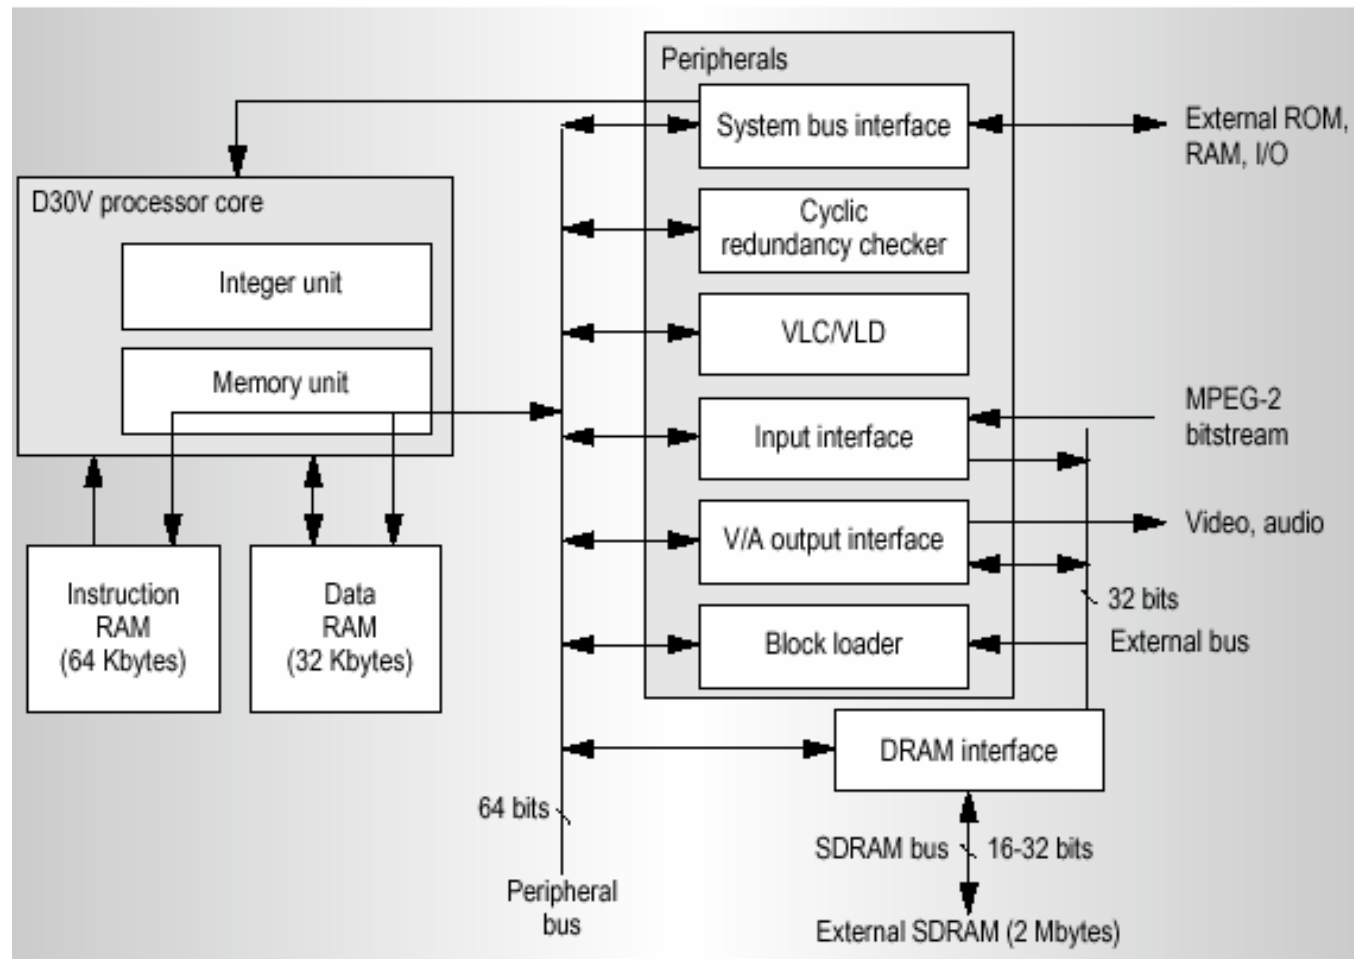 Peripherals
System bus interface
External ROM,
RAM, I/O
D30V processor core
Cyclic
redundancy checker
Integer unit
VLC/VLD
Memory unit
MPEG-2
bitstream
Input interface
V/A output interface
Video, audio
Instruction
RAM
(64 Kbytes)
Data
RAM
(32 Kbytes)
32 bits
External bus
Block loader
DRAM interface
64 bits
SDRAM bus
16-32 bits
Peripheral
bus
External SDRAM (2 Mbytes)